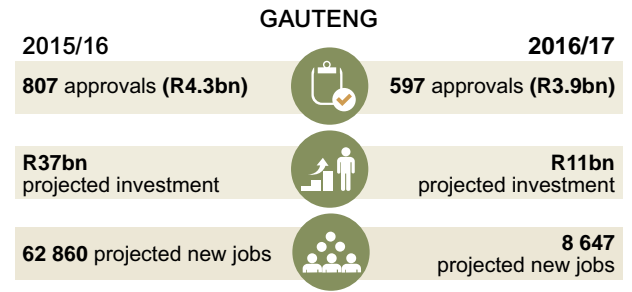 GAUTENG
2015/16
2016/17
807 approvals (R4.3bn)
597 approvals (R3.9bn)
R37bn
projected investment
R11bn
projected investment
62 860 projected new jobs
8 647
projected new jobs